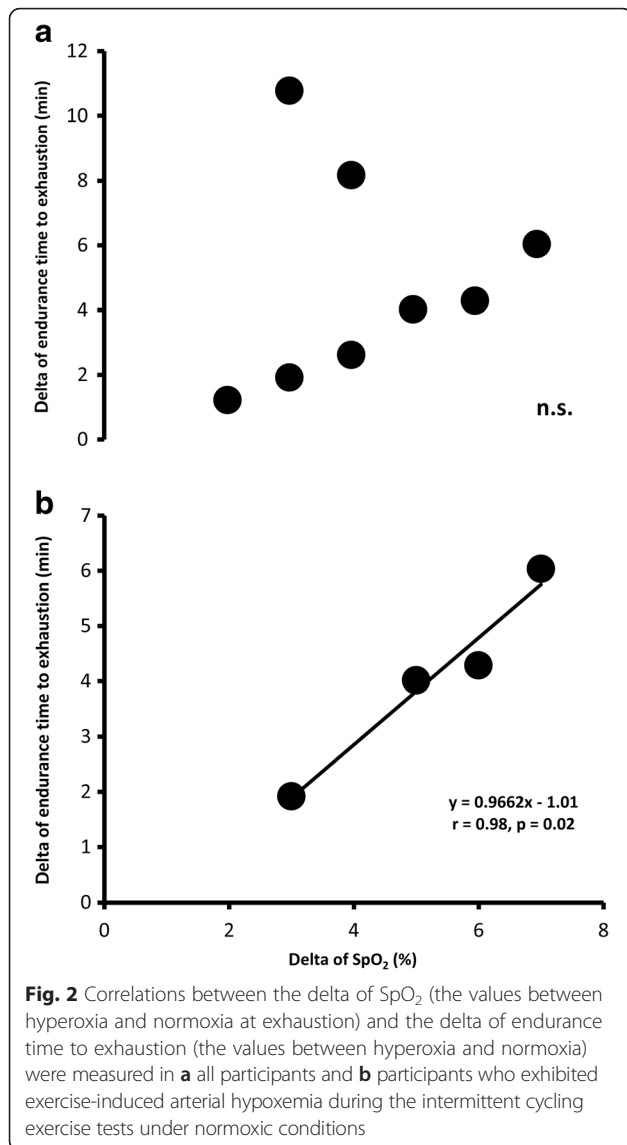 a
Delta of endurance time to exhaustion (min)
12
10
8
6
4
2
0
n.s.
b
Delta of endurance time to exhaustion (min)
7
6
5
4
3
2
1
0
y = 0.9662x - 1.01
r = 0.98, p = 0.02
0 2 4 6 8
Delta of SpO₂ (%)
Fig. 2 Correlations between the delta of SpO₂ (the values between
hyperoxia and normoxia at exhaustion) and the delta of endurance
time to exhaustion (the values between hyperoxia and normoxia)
were measured in a all participants and b participants who exhibited
exercise-induced arterial hypoxemia during the intermittent cycling
exercise tests under normoxic conditions